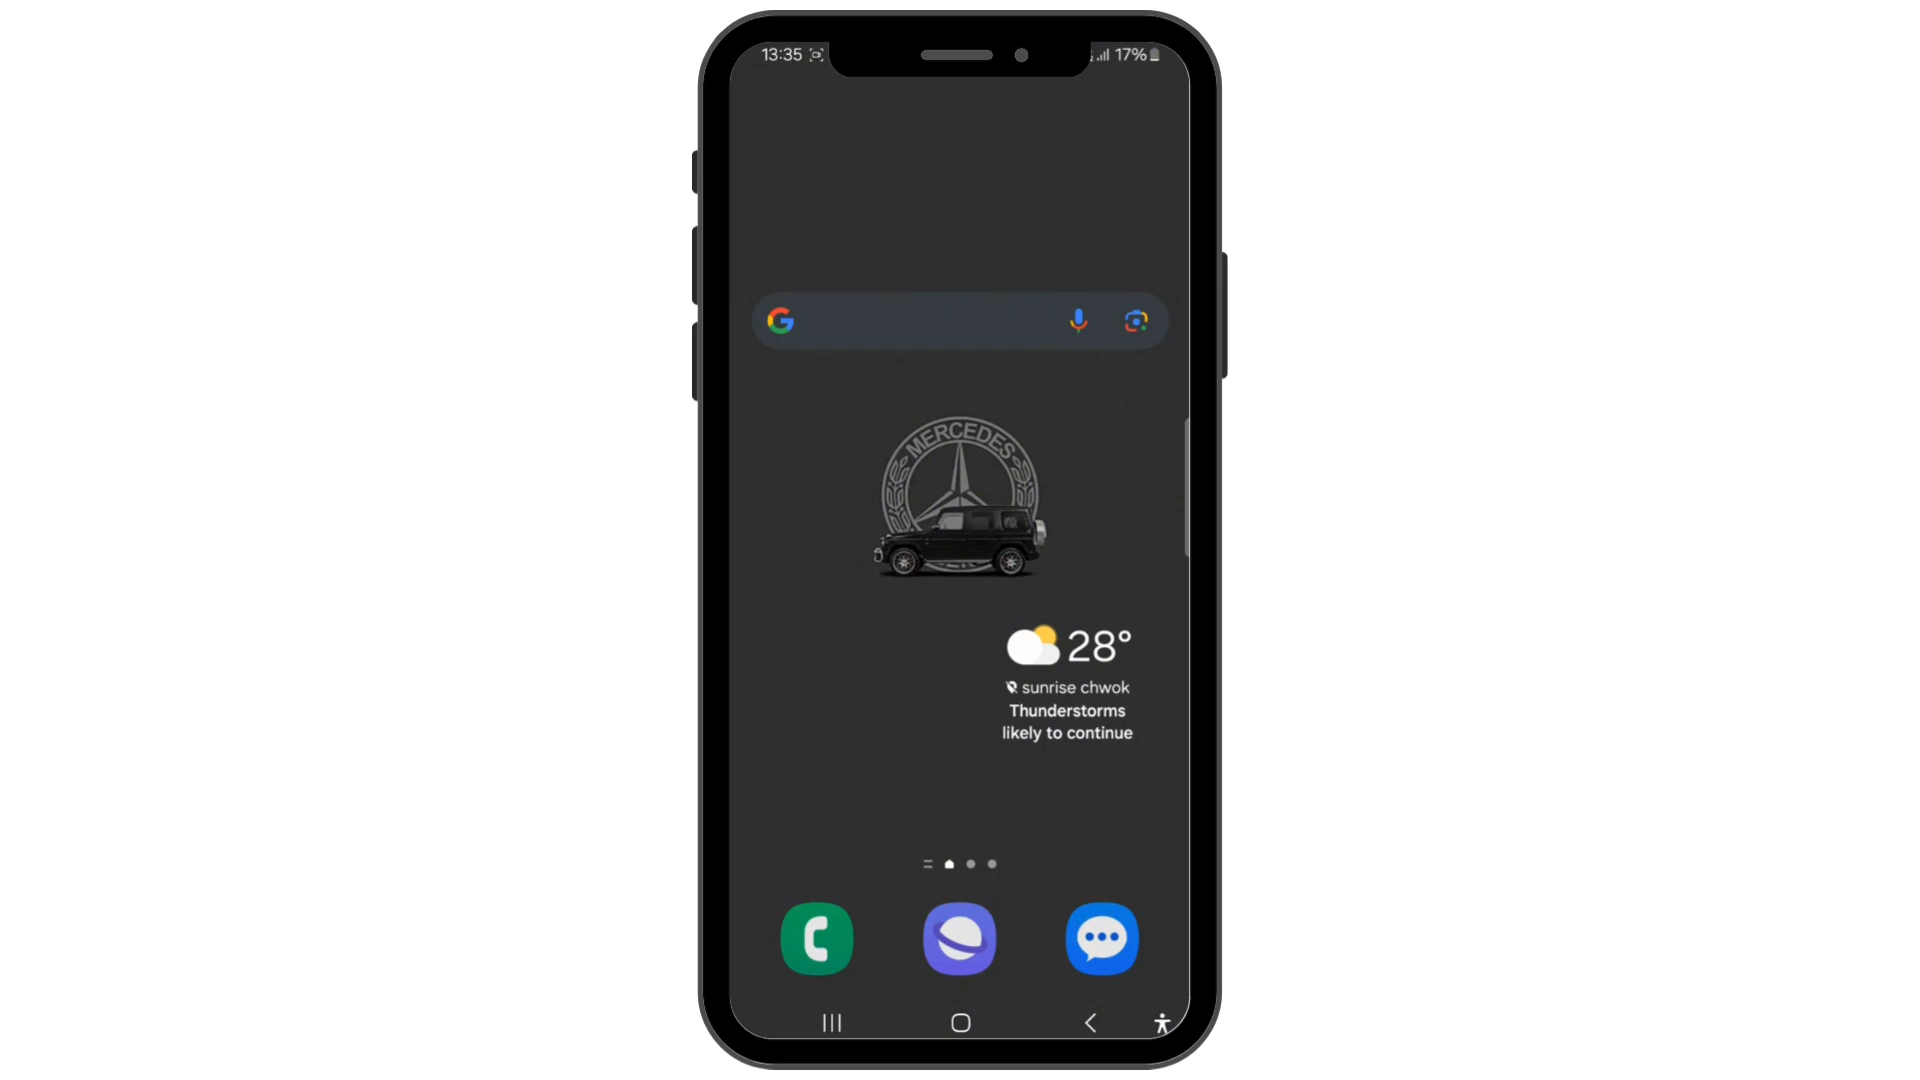 13:35
17%
MERCEDES
28°
sunrise chwok
Thunderstorms
likely to continue